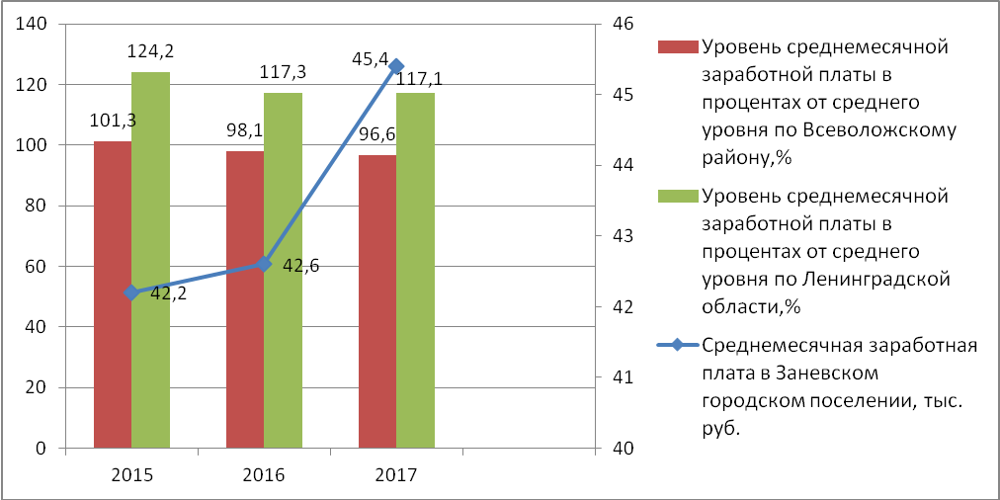 140
120
100
80
60
40
20
0
124,2
101,3
117,3
98,1
45,4
117,1
96,6
42,2
42,6
2015
2016
2017
46
45
44
43
42
41
40
Уровень среднемесячной
заработной платы в
процентах от среднего
уровня по Всеволожскому
району,%
Уровень среднемесячной
заработной платы в
процентах от среднего
уровня по Ленинградской
области,%
Среднемесячная заработная
плата в Заневском
городском поселении, тыс.
руб.